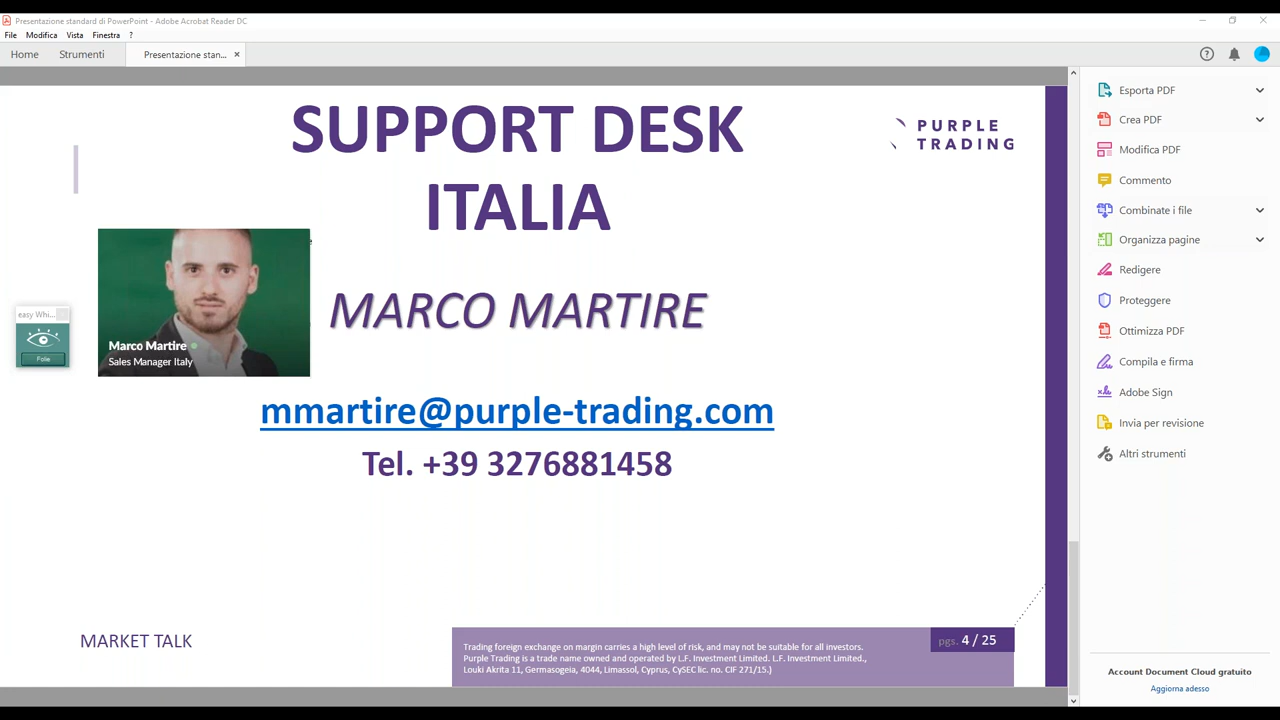 Presentazione standard di PowerPoint - Adobe Acrobat Reader DC
File Modifica Vista Finestra ?
Home Strumenti Presentazione stan... ×
SUPPORT DESK
ITALIA
PURPLE
TRADING
MARCO MARTIRE
easy Whi...
Folie
Marco Martire
Sales Manager Italy
mmartire@purple-trading.com
Tel. +39 3276881458
MARKET TALK
Trading foreign exchange on margin carries a high level of risk, and may not be suitable for all investors.
Purple Trading is a trade name owned and operated by L.F. Investment Limited. L.F. Investment Limited.,
Louki Akrita 11, Germasogeia, 4044, Limassol, Cyprus, CySEC lic. no. CIF 271/15.)
pgs. 4 / 25
Esporta PDF
Crea PDF
Modifica PDF
Commento
Combinate i file
Organizza pagine
Redigere
Proteggere
Ottimizza PDF
Compila e firma
Adobe Sign
Invia per revisione
Altri strumenti
Account Document Cloud gratuito
Aggiorna adesso